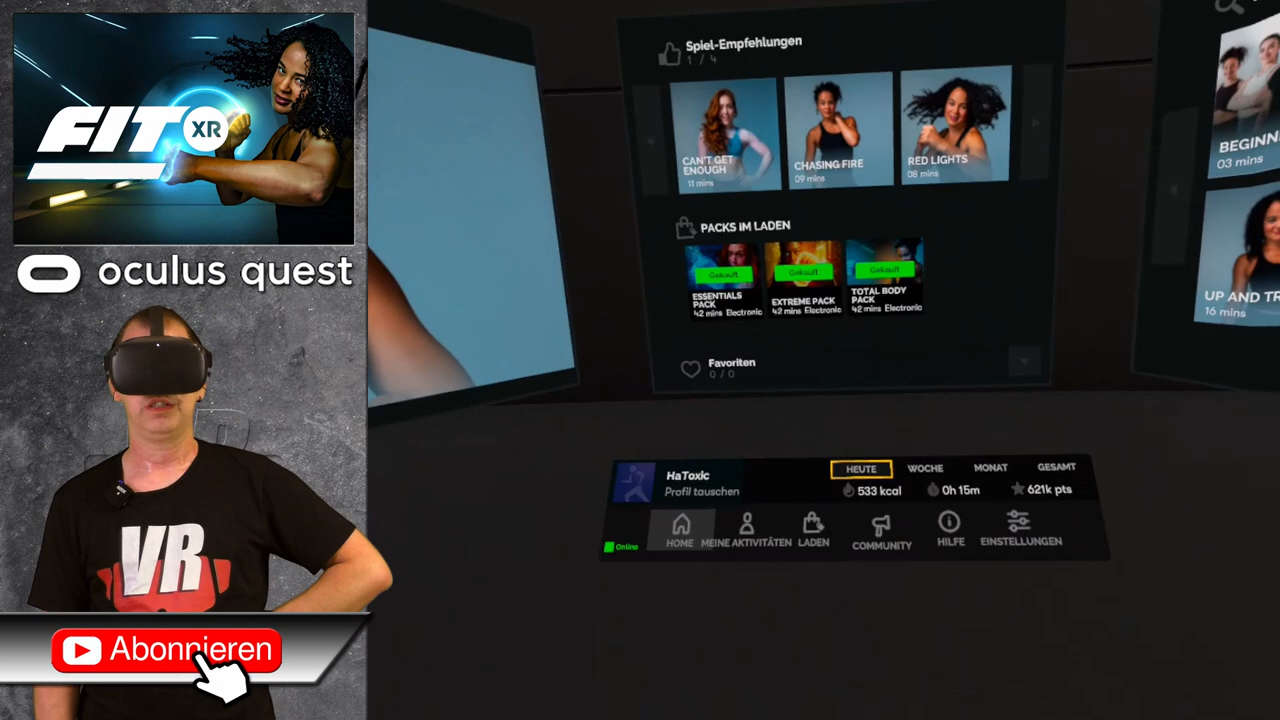 FIT XR
oculus quest
VR
Abonnieren
Spiel-Empfehlungen
1 / 4
CAN'T GET
ENOUGH
11 mins
CHASING FIRE
09 mins
RED LIGHTS
08 mins
PACKS IM LADEN
Gekauft
ESSENTIALS
PACK
42 mins Electronic
Gekauft
EXTREME PACK
42 mins Electronic
Gekauft
TOTAL BODY
PACK
42 mins Electronic
Favoriten
0 / 0
BEGINN
03 mins
UP AND TR
16 mins
HaToxic
Profil tauschen
HEUTE WOCHE MONAT GESAMT
533 kcal 0h 15m 621k pts
Online
HOME MEINE AKTIVITÄTEN LADEN COMMUNITY HILFE EINSTELLUNGEN